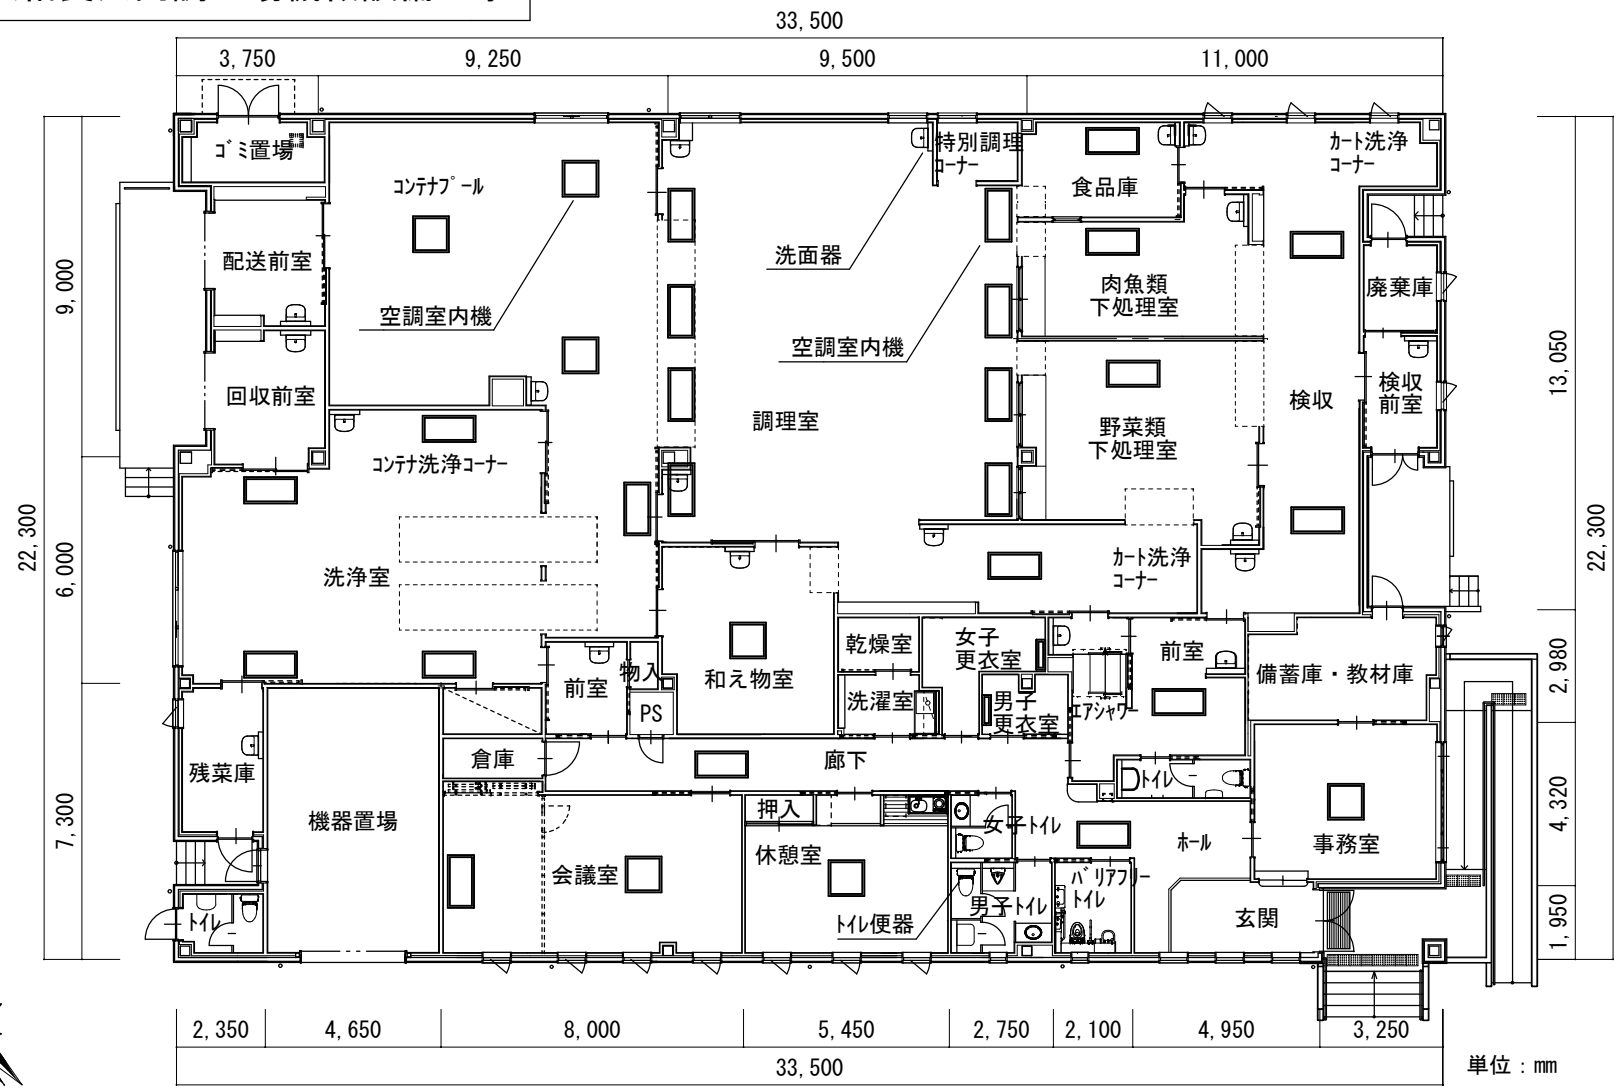 33,500
3,750
9,250
9,500
11,000
ゴミ置場
コンテナプール
特別調理
コーナー
食品庫
カート洗浄
コーナー
配送前室
洗面器
肉魚類
下処理室
廃棄庫
空調室内機
空調室内機
9,000
13,050
回収前室
調理室
野菜類
下処理室
検収
検収
前室
コンテナ洗浄コーナー
22,300
22,300
6,000
洗浄室
カート洗浄
コーナー
乾燥室
女子
更衣室
前室
物入
前室
和え物室
備蓄庫・教材庫
2,980
洗濯室
男子
更衣室
エアシャワー
PS
倉庫
廊下
トイレ
残菜庫
機器置場
押入
女子トイレ
ホール
事務室
4,320
7,300
休憩室
会議室
バリアフリー
トイレ
男子トイレ
トイレ
トイレ便器
玄関
1,950
2,350
4,650
8,000
5,450
2,750
2,100
4,950
3,250
33,500
単位：mm